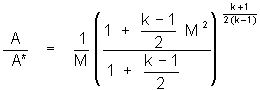 A / A* = 1/M ( (1 + (k – 1)/2 M²) / (1 + (k – 1)/2) )^((k+1)/(2(k–1)))